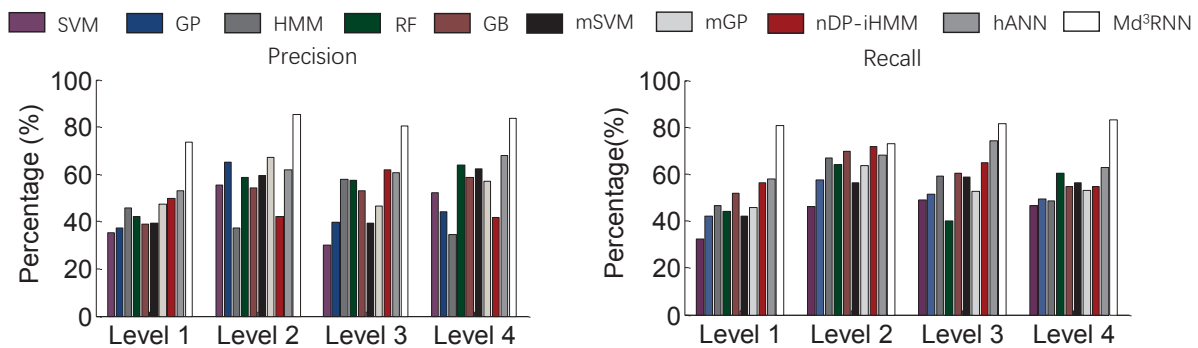 SVM GP HMM RF GB mSVM mGP nDP-iHMM hANN Md³RNN
Precision
Percentage (%)
100
80
60
40
20
0
Level 1 Level 2 Level 3 Level 4
Recall
Percentage(%)
100
80
60
40
20
0
Level 1 Level 2 Level 3 Level 4